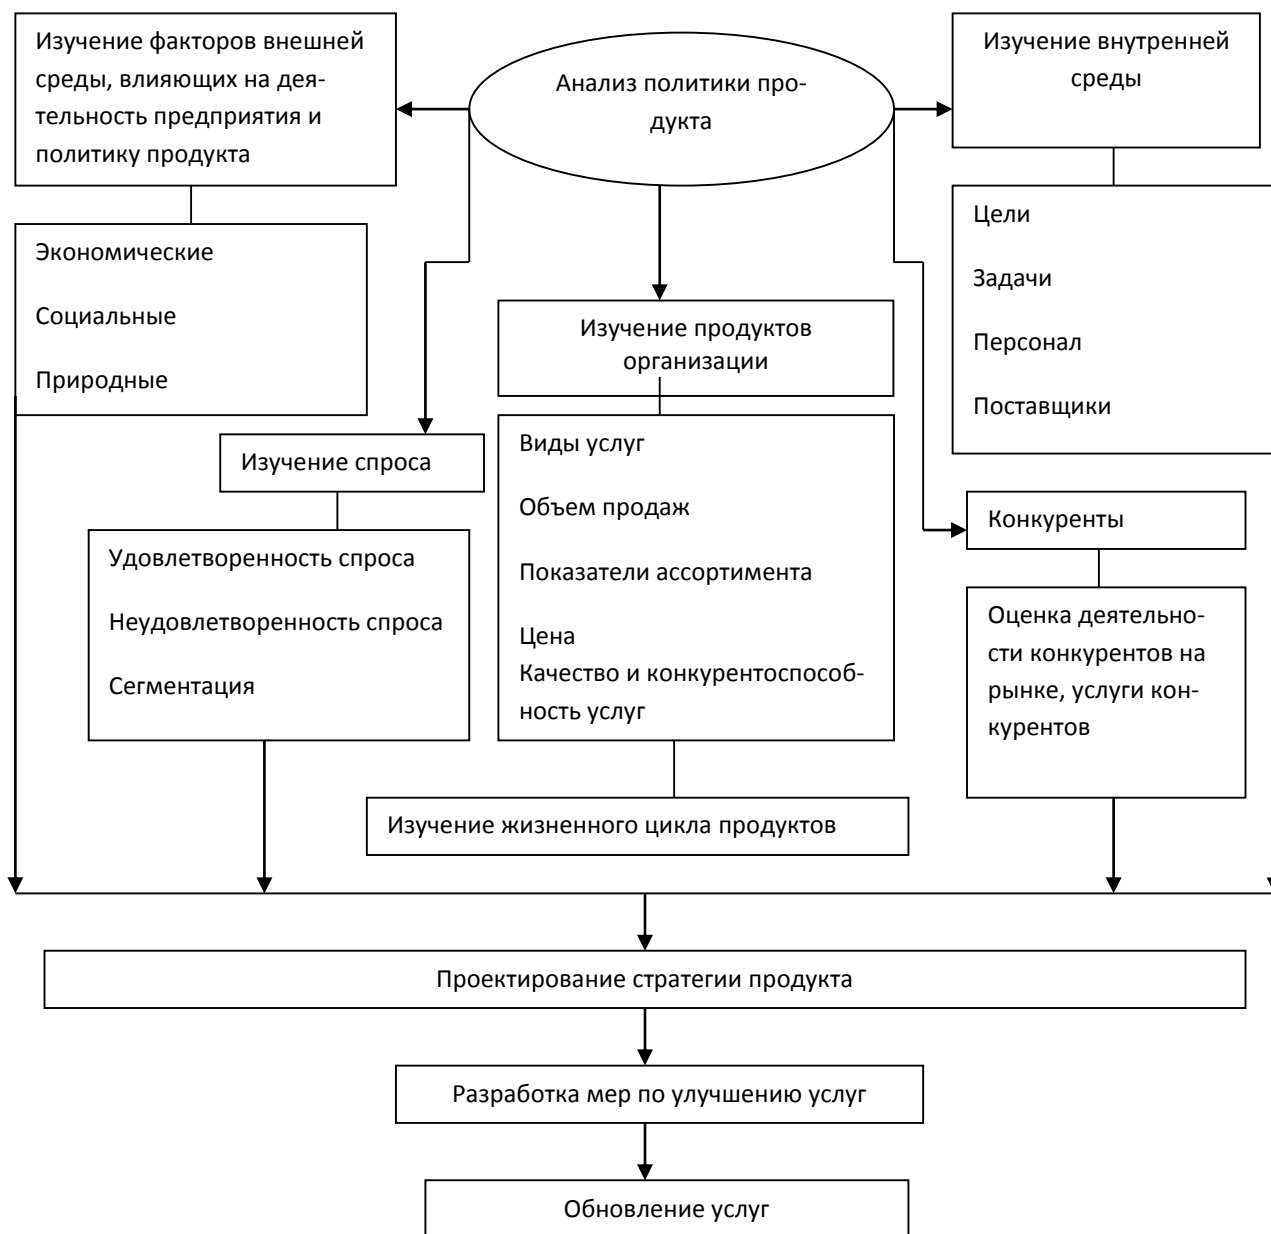 Изучение факторов внешней
среды, влияющих на дея-
тельность предприятия и
политику продукта
Анализ политики про-
дукта
Изучение внутренней
среды
Экономические
Социальные
Природные
Цели
Задачи
Персонал
Поставщики
Изучение продуктов
организации
Изучение спроса
Виды услуг
Объем продаж
Показатели ассортимента
Цена
Качество и конкурентоспособ-
ность услуг
Конкуренты
Удовлетворенность спроса
Неудовлетворенность спроса
Сегментация
Оценка деятельно-
сти конкурентов на
рынке, услуги кон-
курентов
Изучение жизненного цикла продуктов
Проектирование стратегии продукта
Разработка мер по улучшению услуг
Обновление услуг